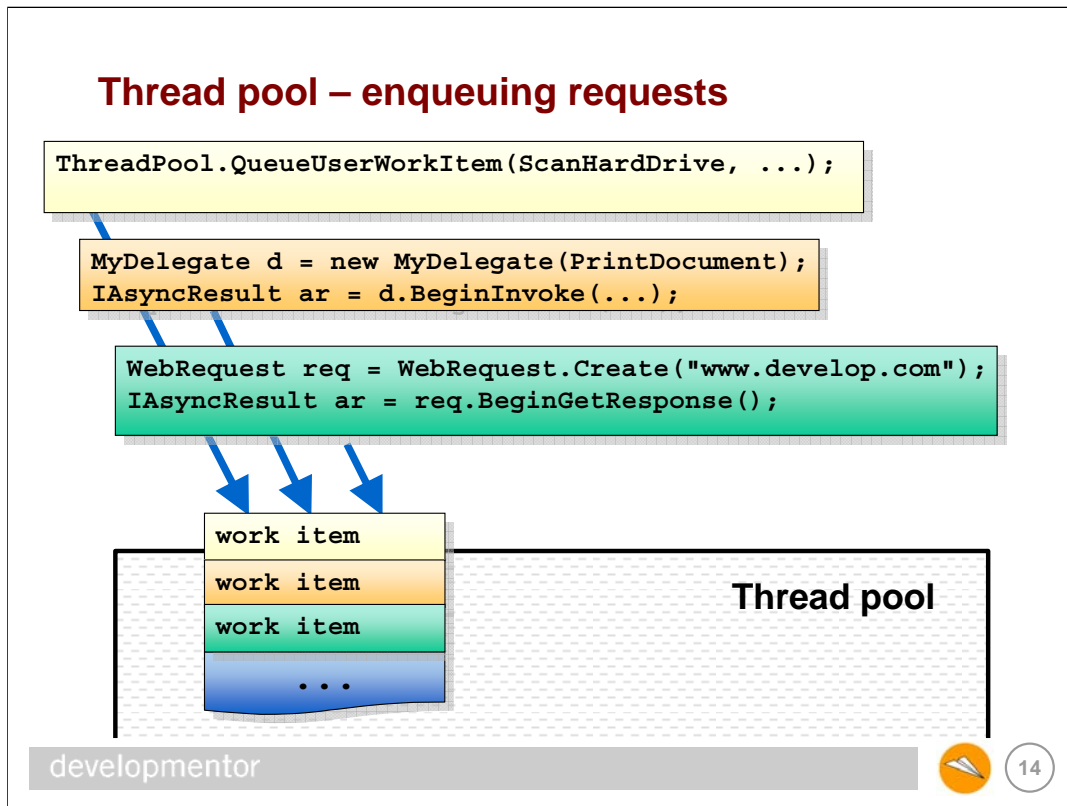 Thread pool – enqueuing requests
ThreadPool.QueueUserWorkItem(ScanHardDrive, ...);
MyDelegate d = new MyDelegate(PrintDocument);
IAsyncResult ar = d.BeginInvoke(...);
WebRequest req = WebRequest.Create("www.develop.com");
IAsyncResult ar = req.BeginGetResponse();
work item
work item
work item
...
Thread pool
developmentor
14